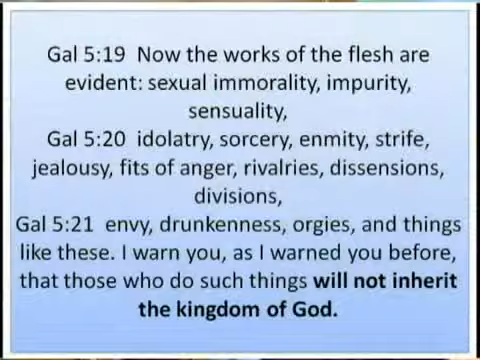 Gal 5:19  Now the works of the flesh are
evident: sexual immorality, impurity,
sensuality,
Gal 5:20  idolatry, sorcery, enmity, strife,
jealousy, fits of anger, rivalries, dissensions,
divisions,
Gal 5:21  envy, drunkenness, orgies, and things
like these. I warn you, as I warned you before,
that those who do such things will not inherit
the kingdom of God.